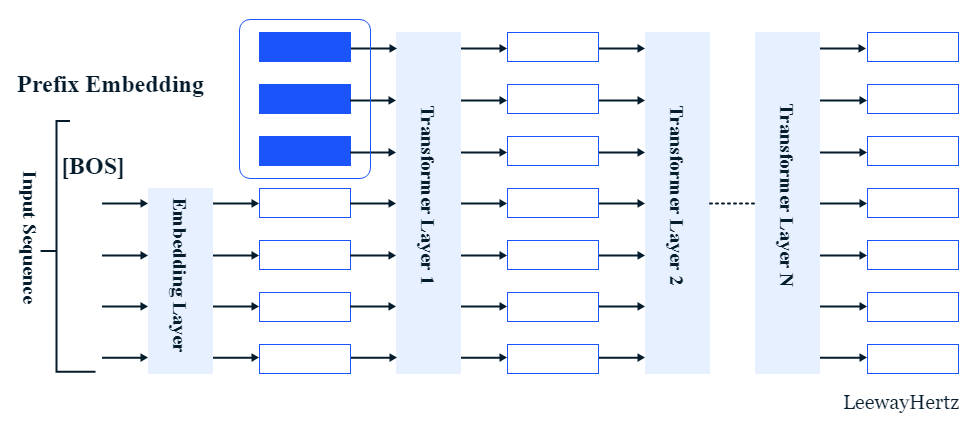 Prefix Embedding
[BOS]
Input Sequence
Embedding Layer
Transformer Layer 1
Transformer Layer 2
Transformer Layer N
LeewayHertz